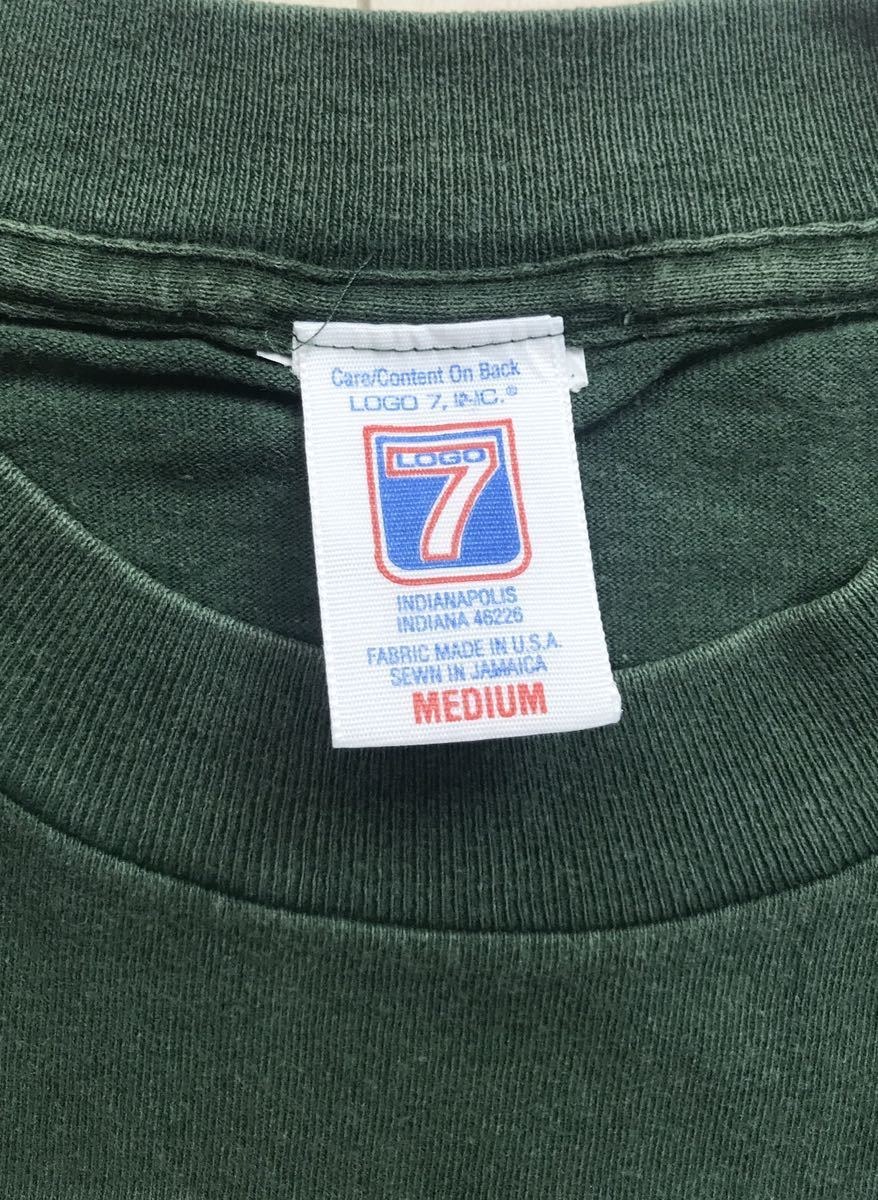 Care/Content On Back
LOGO 7, INC.®
LOGO
7
INDIANAPOLIS
INDIANA 46226
FABRIC MADE IN U.S.A.
SEWN IN JAMAICA
MEDIUM